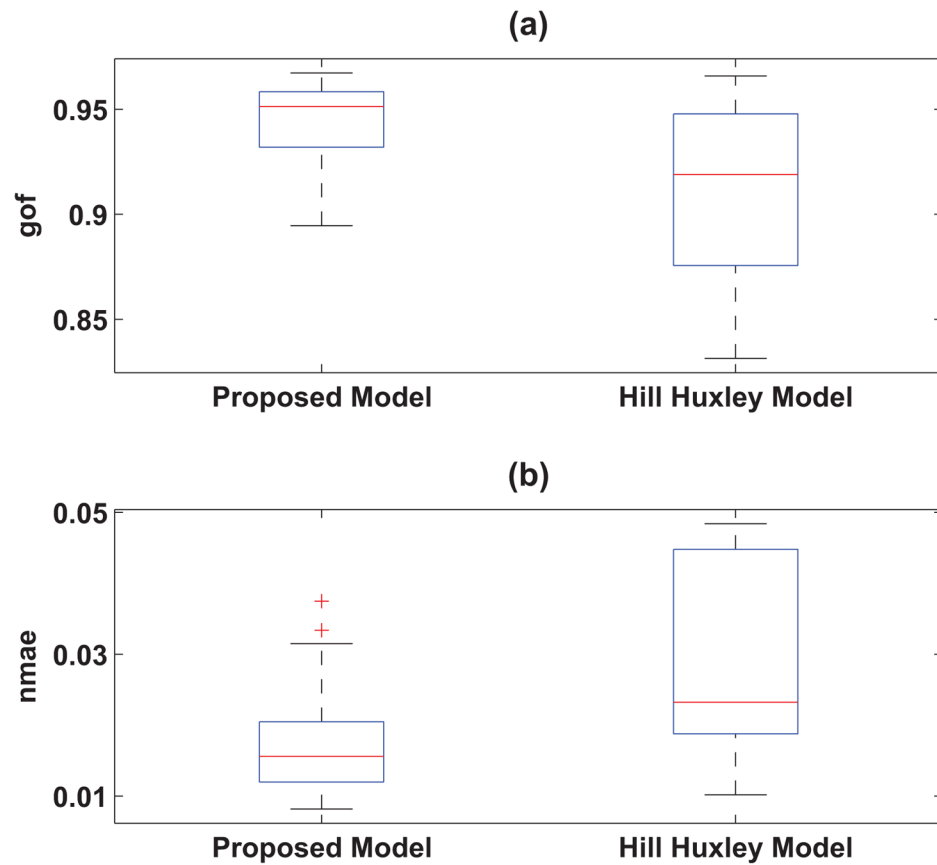 (a)
0.95
0.9
0.85
gof
Proposed Model Hill Huxley Model
(b)
0.05
0.03
0.01
nmae
Proposed Model Hill Huxley Model